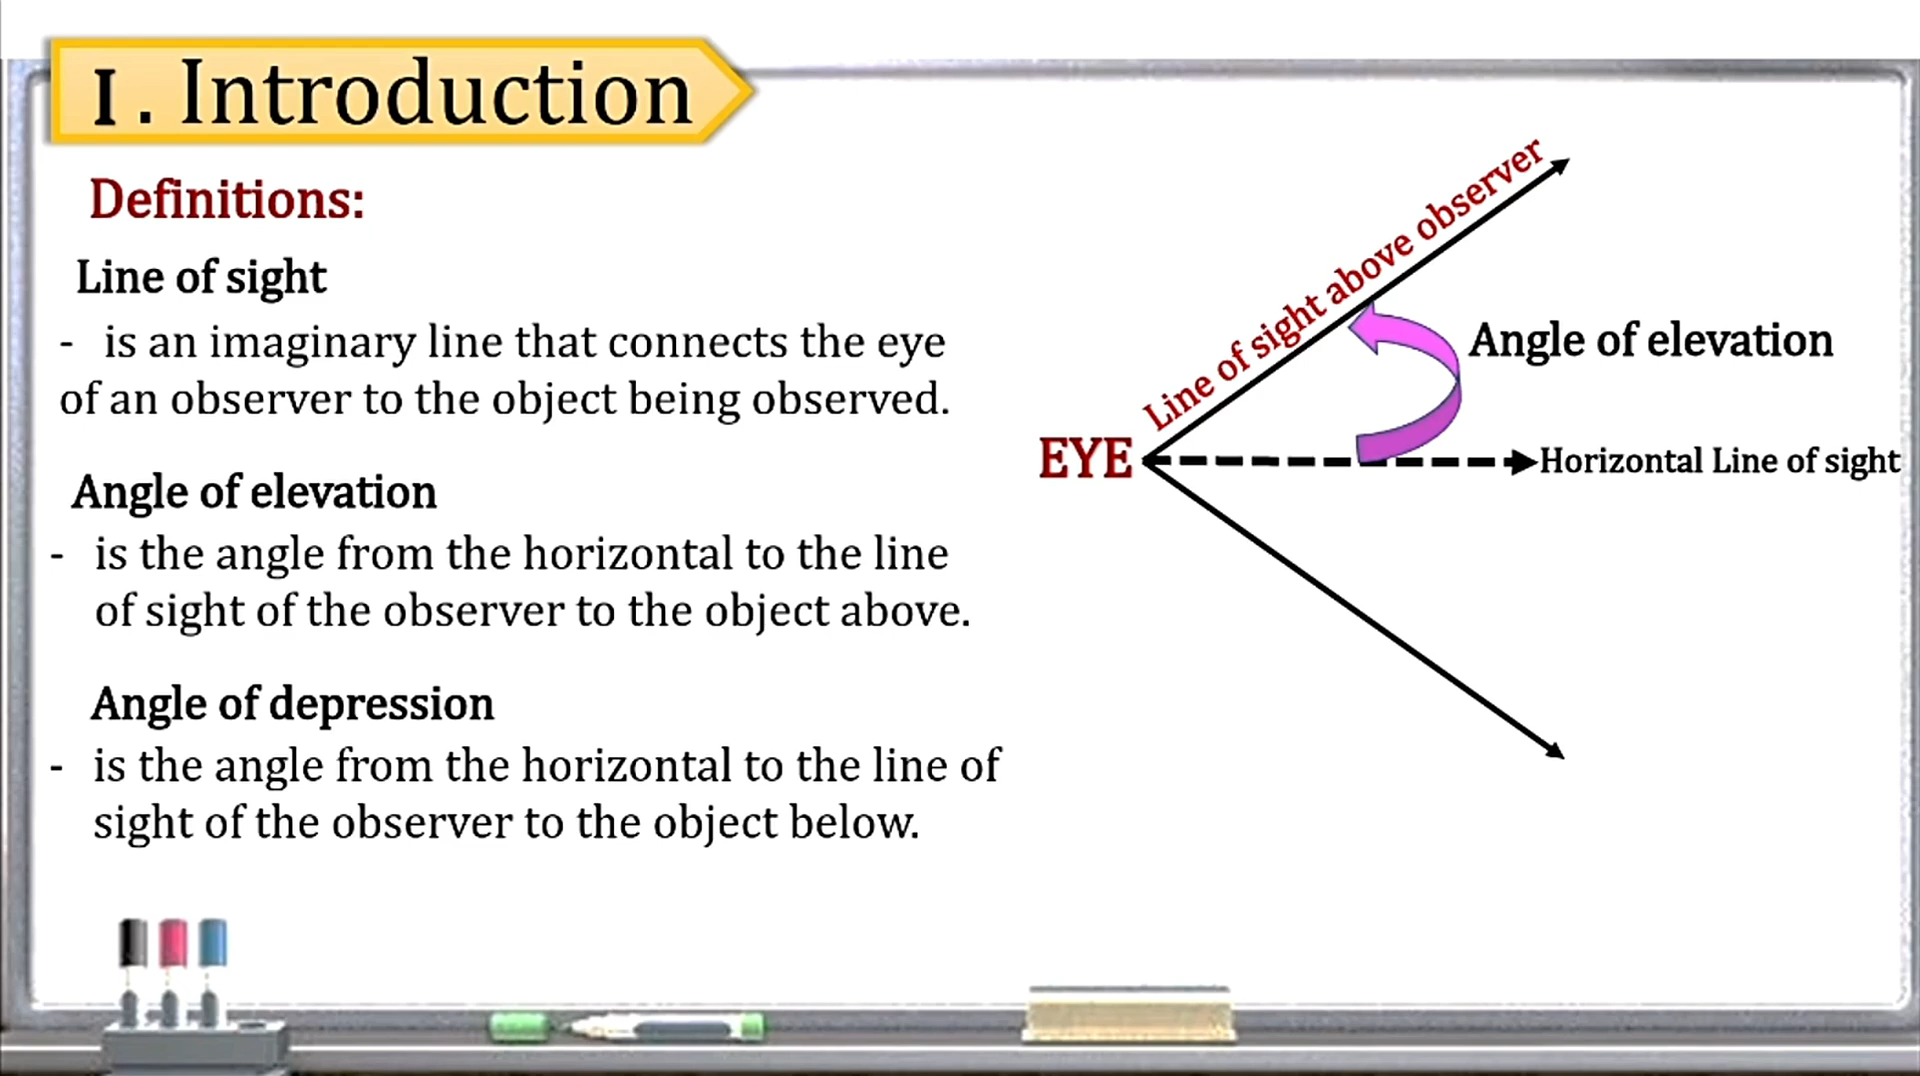 I. Introduction
Definitions:
Line of sight
- is an imaginary line that connects the eye
of an observer to the object being observed.
Angle of elevation
- is the angle from the horizontal to the line
of sight of the observer to the object above.
Angle of depression
- is the angle from the horizontal to the line of
sight of the observer to the object below.
Line of sight above observer
Angle of elevation
EYE
Horizontal Line of sight